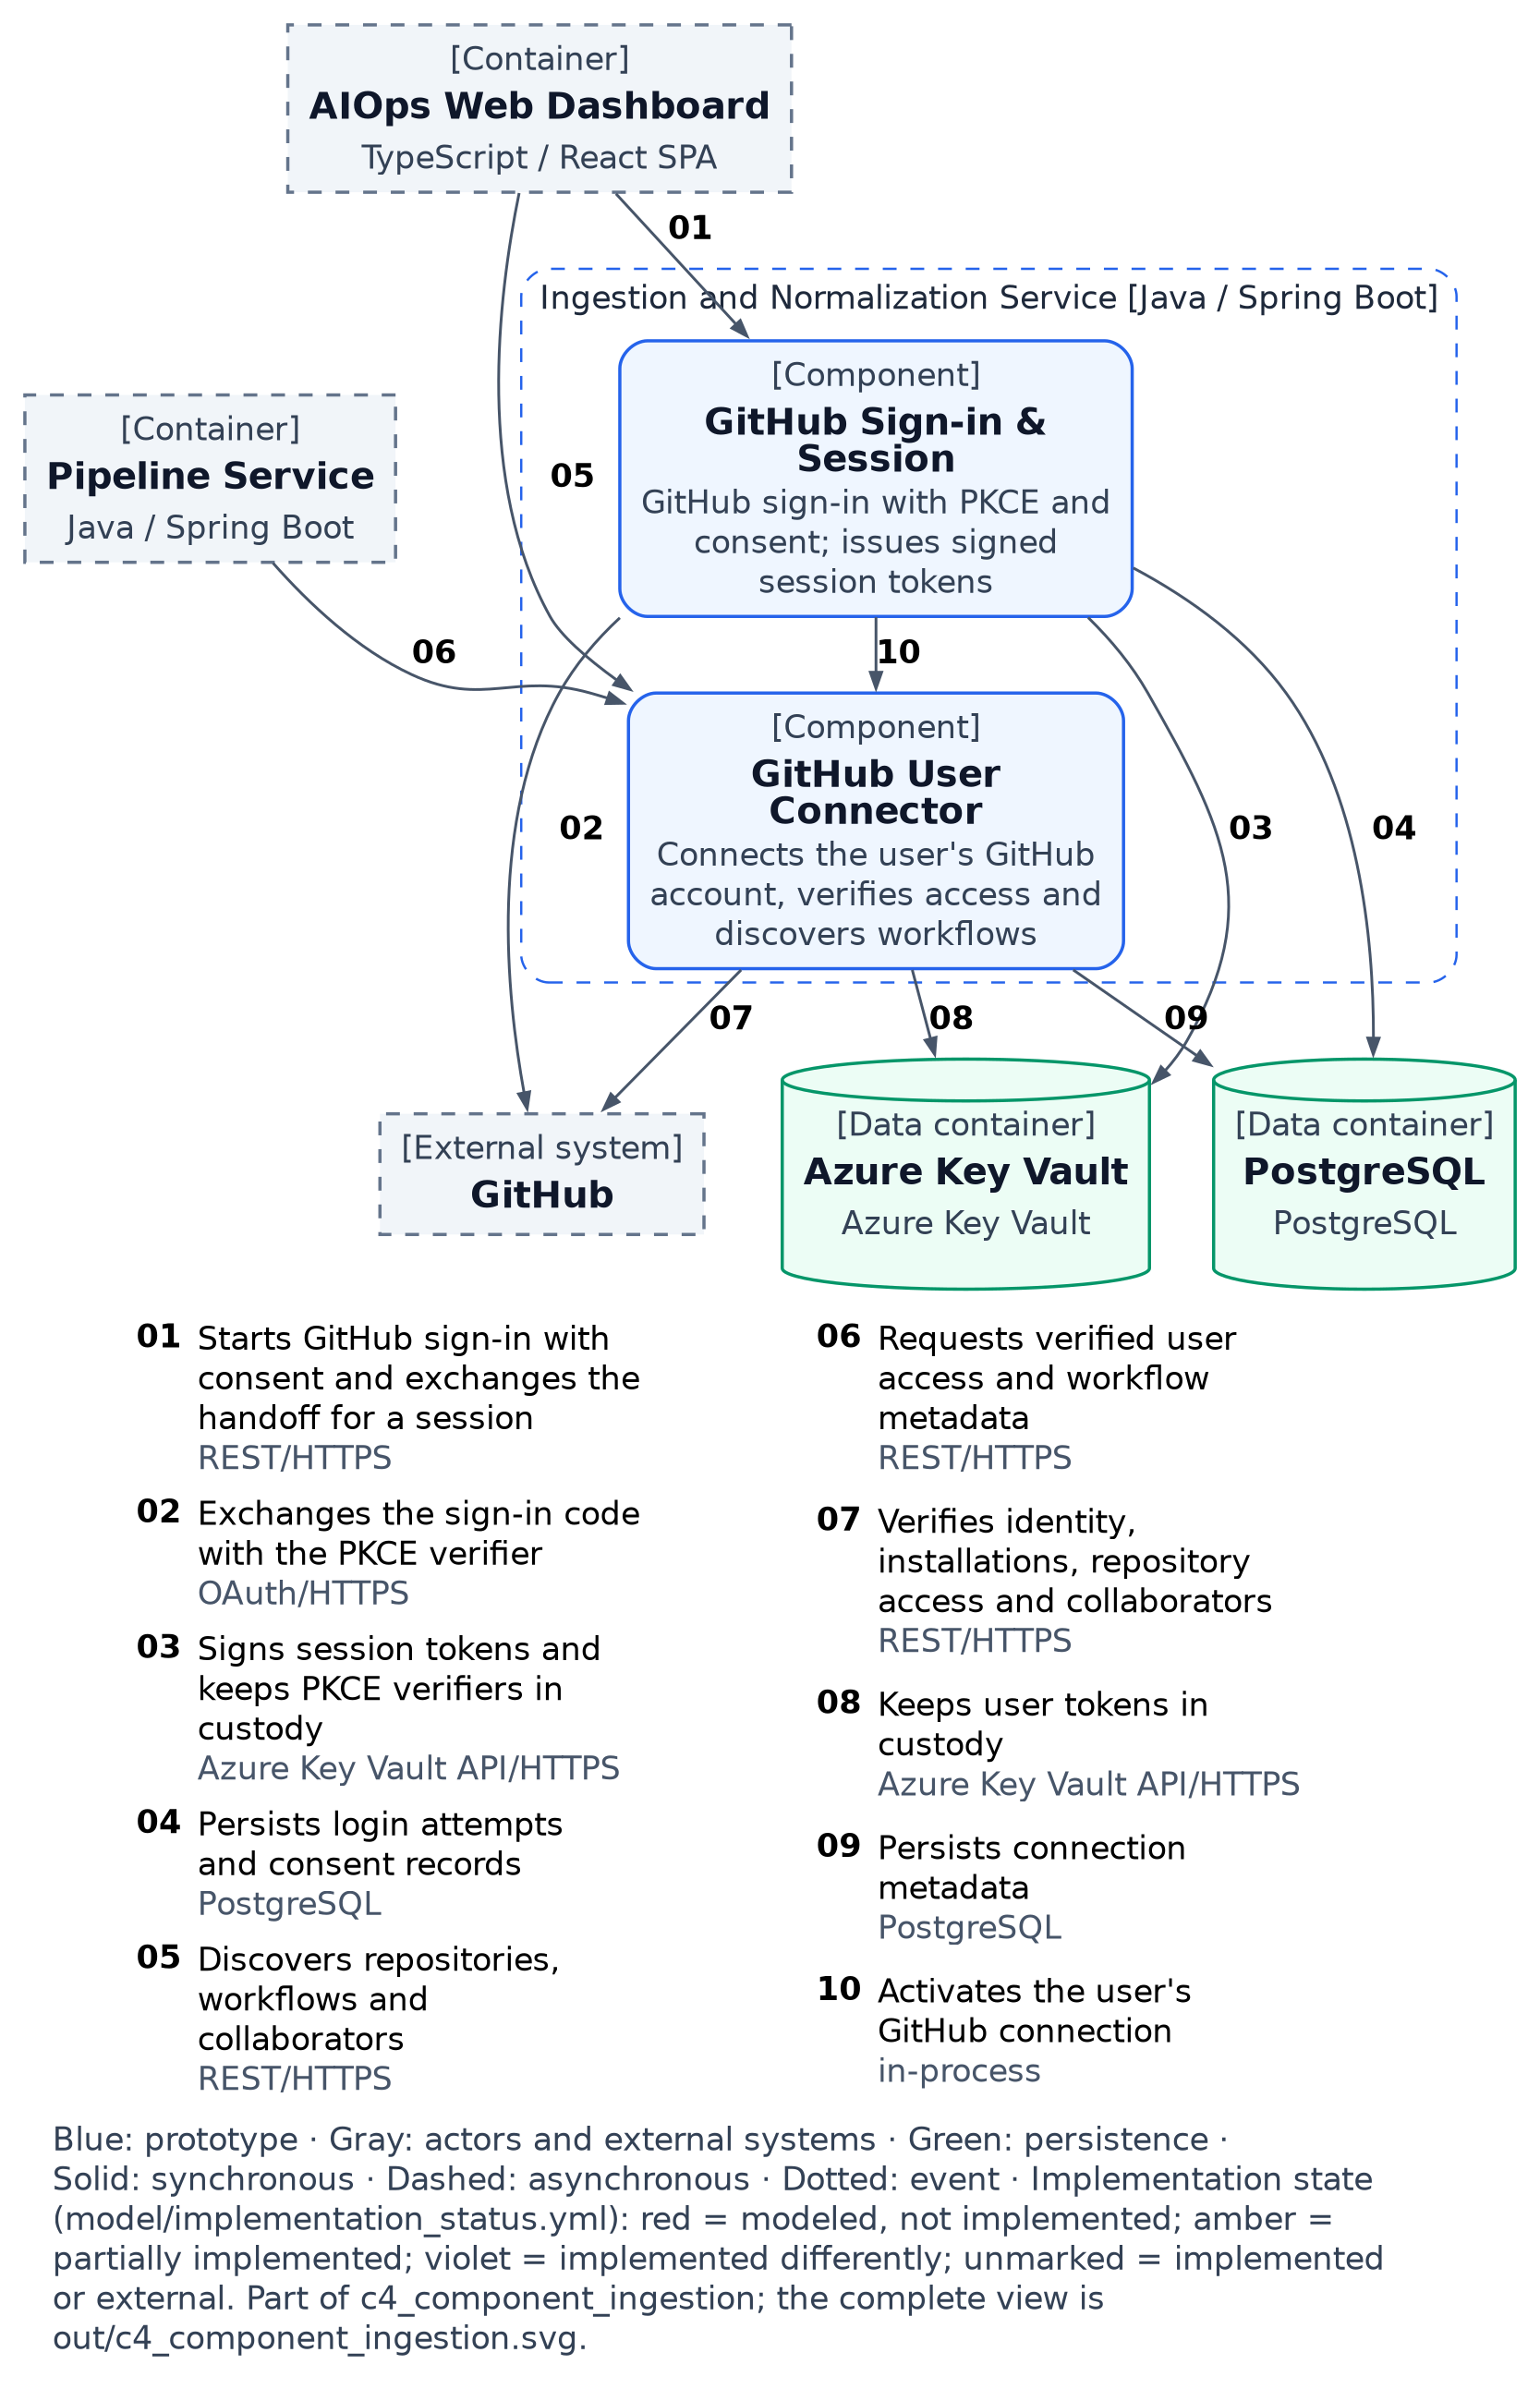 [Container]
AIOps Web Dashboard
TypeScript / React SPA
01
Ingestion and Normalization Service [Java / Spring Boot]
[Component]
GitHub Sign-in &
Session
GitHub sign-in with PKCE and
consent; issues signed
session tokens
[Container]
Pipeline Service
Java / Spring Boot
05
06
10
[Component]
GitHub User
Connector
Connects the user's GitHub
account, verifies access and
discovers workflows
02
03
04
07
08
09
[External system]
GitHub
[Data container]
Azure Key Vault
Azure Key Vault
[Data container]
PostgreSQL
PostgreSQL
01 Starts GitHub sign-in with
consent and exchanges the
handoff for a session
REST/HTTPS
02 Exchanges the sign-in code
with the PKCE verifier
OAuth/HTTPS
03 Signs session tokens and
keeps PKCE verifiers in
custody
Azure Key Vault API/HTTPS
04 Persists login attempts
and consent records
PostgreSQL
05 Discovers repositories,
workflows and
collaborators
REST/HTTPS
06 Requests verified user
access and workflow
metadata
REST/HTTPS
07 Verifies identity,
installations, repository
access and collaborators
REST/HTTPS
08 Keeps user tokens in
custody
Azure Key Vault API/HTTPS
09 Persists connection
metadata
PostgreSQL
10 Activates the user's
GitHub connection
in-process
Blue: prototype · Gray: actors and external systems · Green: persistence ·
Solid: synchronous · Dashed: asynchronous · Dotted: event · Implementation state
(model/implementation_status.yml): red = modeled, not implemented; amber =
partially implemented; violet = implemented differently; unmarked = implemented
or external. Part of c4_component_ingestion; the complete view is
out/c4_component_ingestion.svg.